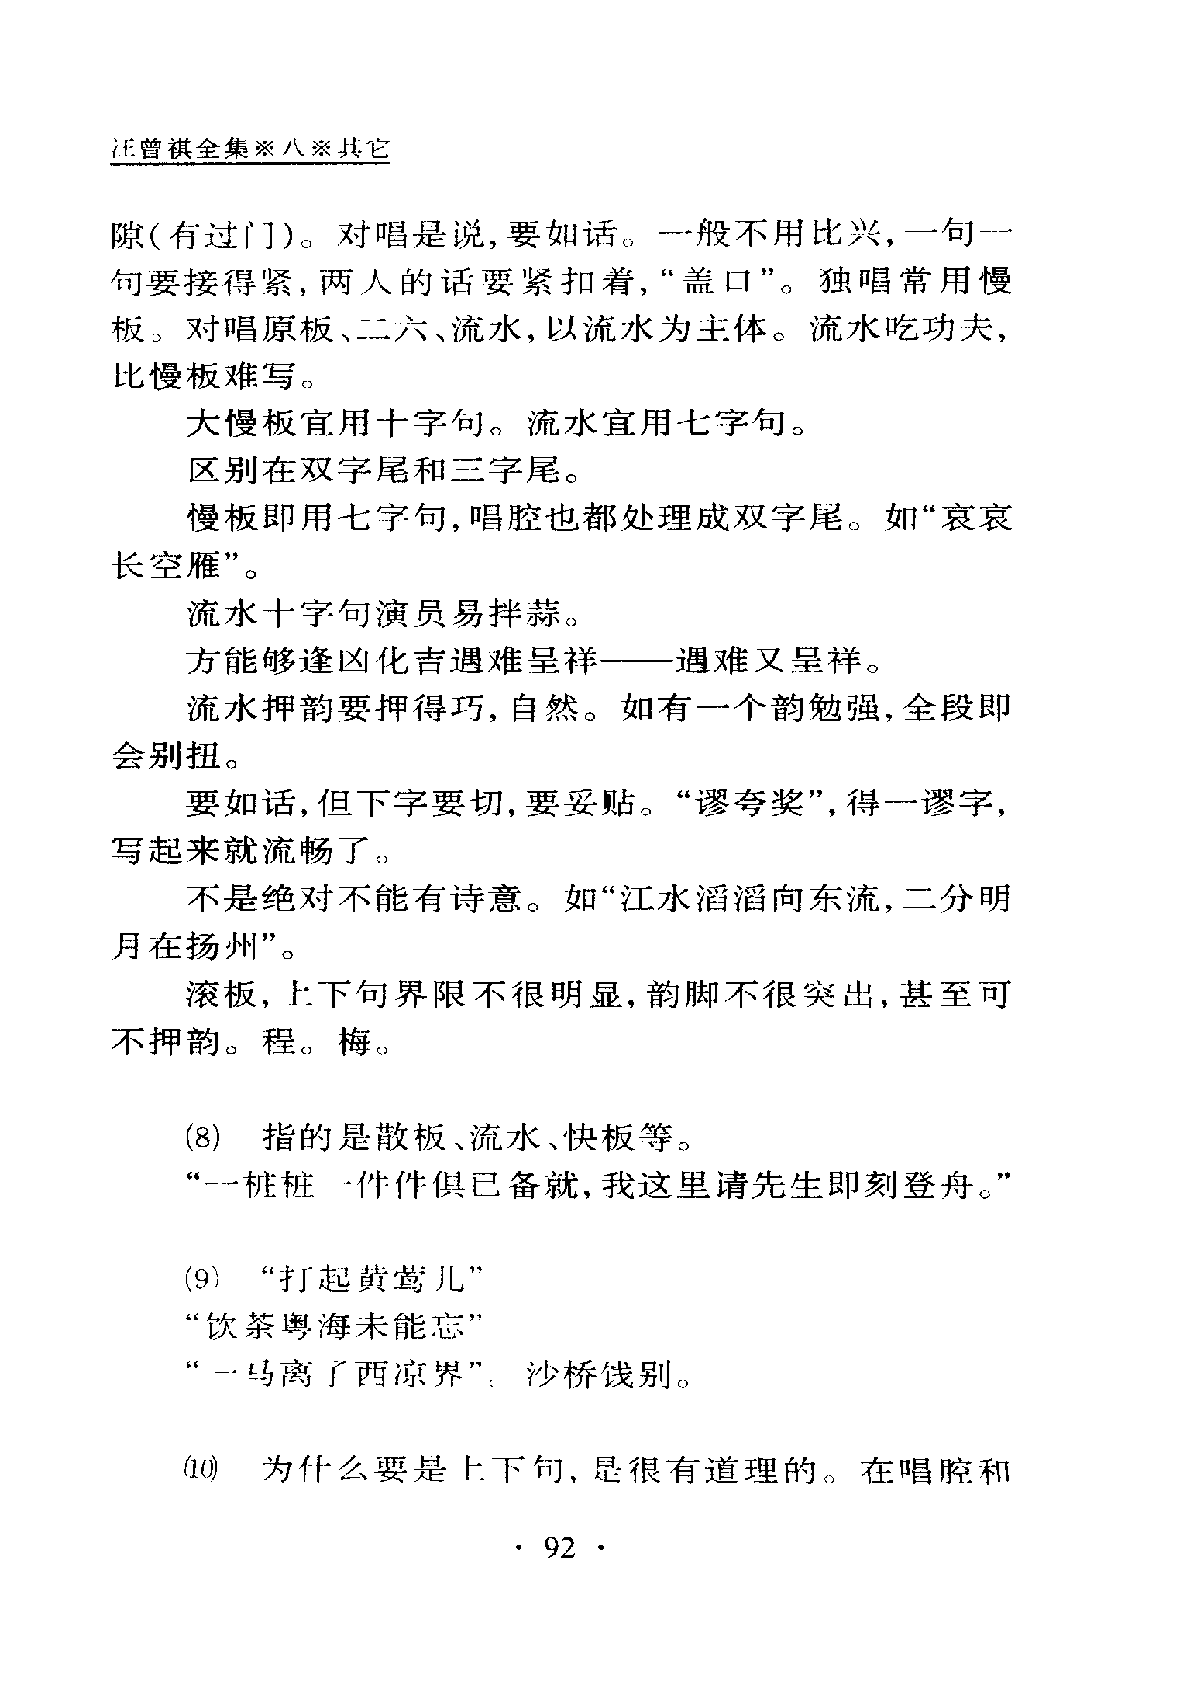 汪曾祺全集※八※其它
隙(有过门)。对唱是说,要如话。一般不用比兴,一句一
句要接得紧,两人的话要紧扣着,“盖口”。独唱常用慢
板。对唱原板、二六、流水,以流水为主体。流水吃功夫,
比慢板难写。
大慢板宜用十字句。流水宜用七字句。
区别在双字尾和三字尾。
慢板即用七字句,唱腔也都处理成双字尾。如“哀哀
长空雁”。
流水十字句演员易拌蒜。
方能够逢凶化吉遇难呈祥——遇难又呈祥。
流水押韵要押得巧,自然。如有一个韵勉强,全段即
会别扭。
要如话,但下字要切,要妥贴。“谬夸奖”,得一谬字,
写起来就流畅了。
不是绝对不能有诗意。如“江水滔滔向东流,二分明
月在扬州”。
滚板,上下句界限不很明显,韵脚不很突出,甚至可
不押韵。程。梅。
(8) 指的是散板、流水、快板等。
“一桩桩一件件俱已备就,我这里请先生即刻登舟。”
(9) “打起黄莺儿”
“饮茶粤海未能忘”
“一马离了西凉界”。沙桥饯别。
(10) 为什么要是上下句,是很有道理的。在唱腔和
· 92 ·